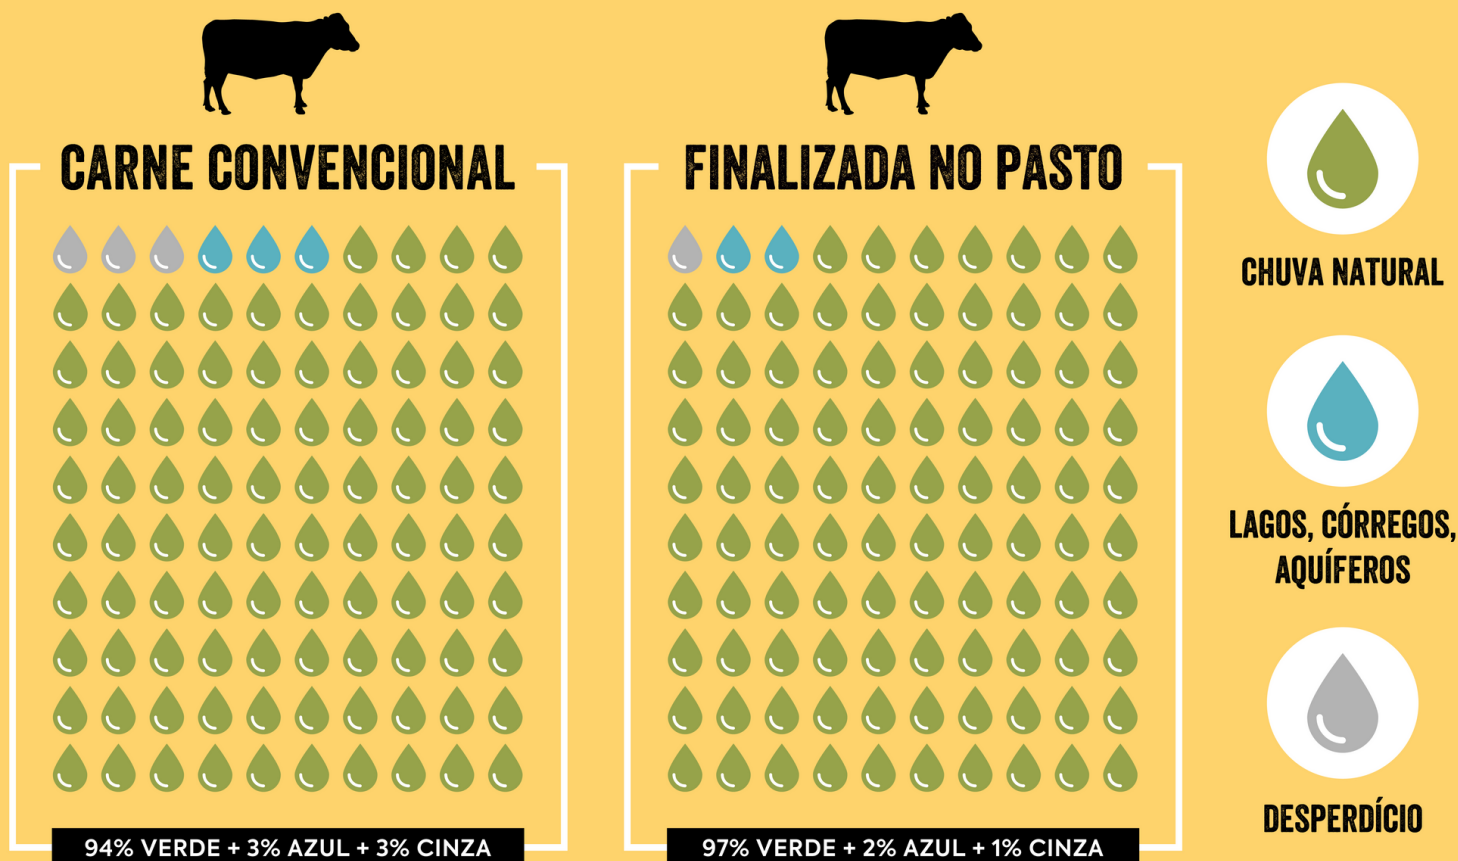 CARNE CONVENCIONAL
94% VERDE + 3% AZUL + 3% CINZA
FINALIZADA NO PASTO
97% VERDE + 2% AZUL + 1% CINZA
CHUVA NATURAL
LAGOS, CÓRREGOS,
AQUÍFEROS
DESPERDÍCIO